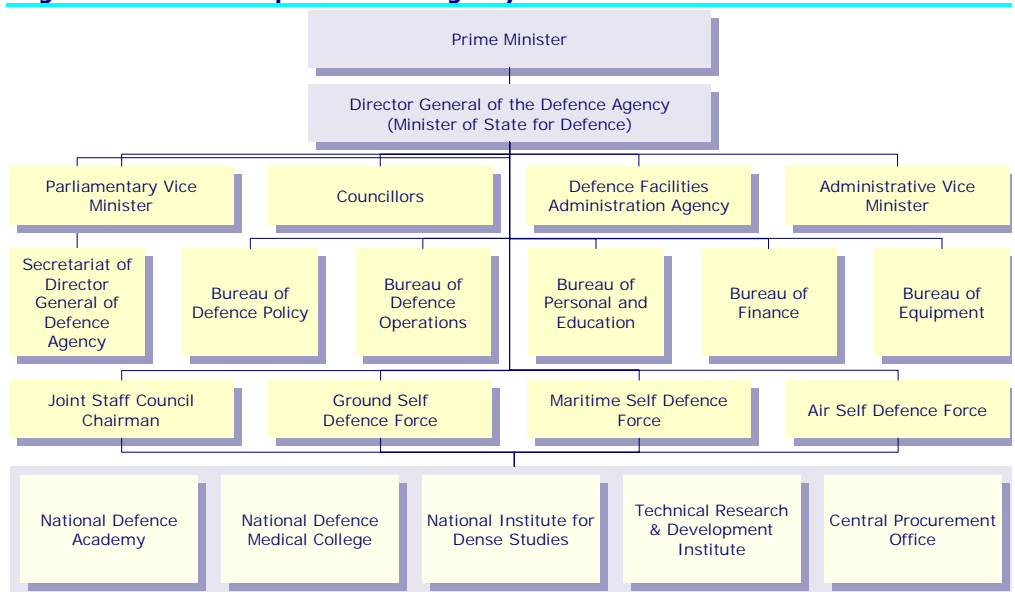 Prime Minister
Director General of the Defence Agency
(Minister of State for Defence)
Parliamentary Vice
Minister
Councillors
Defence Facilities
Administration Agency
Administrative Vice
Minister
Secretariat of
Director
General of
Defence
Agency
Bureau of
Defence Policy
Bureau of
Defence
Operations
Bureau of
Personal and
Education
Bureau of
Finance
Bureau of
Equipment
Joint Staff Council
Chairman
Ground Self
Defence Force
Maritime Self Defence
Force
Air Self Defence Force
National Defence
Academy
National Defence
Medical College
National Institute for
Dense Studies
Technical Research
& Development
Institute
Central Procurement
Office